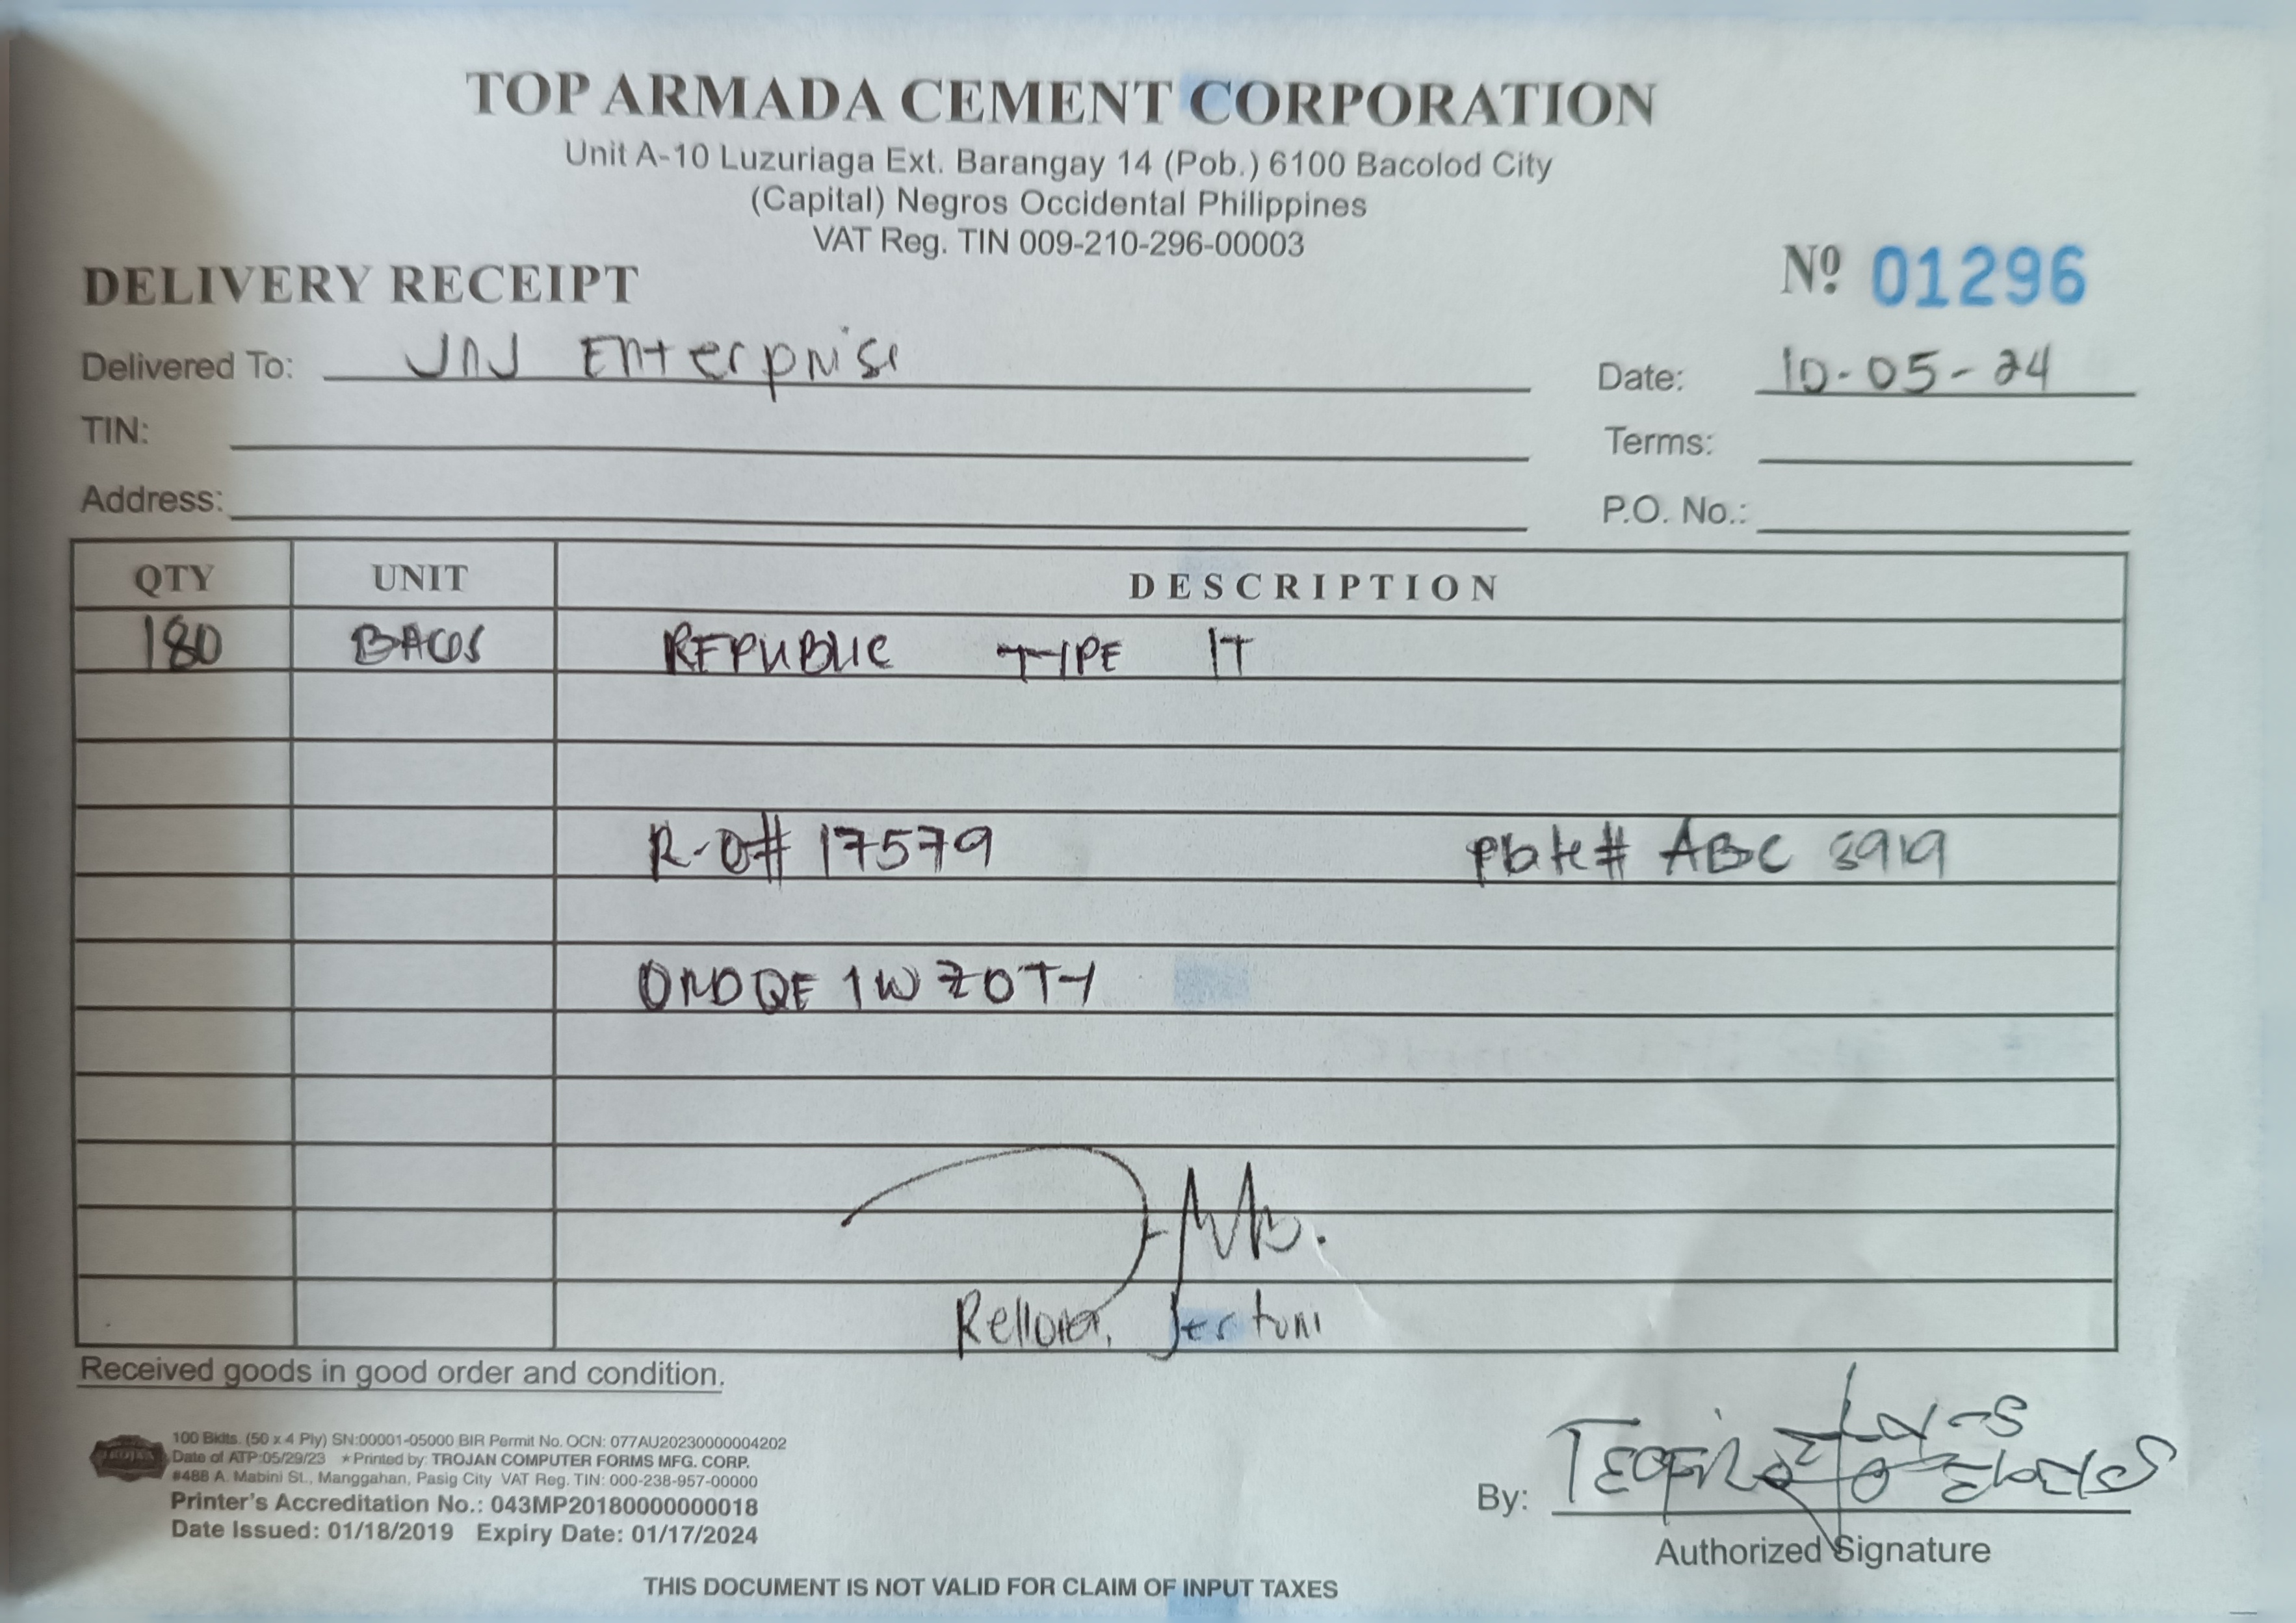 TOP ARMADA CEMENT CORPORATION
Unit A-10 Luzuriaga Ext. Barangay 14 (Pob.) 6100 Bacolod City
(Capital) Negros Occidental Philippines
VAT Reg. TIN 009-210-296-00003
DELIVERY RECEIPT
Nº 01296
Delivered To: JNJ Enterprise
Date: 10-05-24
TIN:
Terms:
Address:
P.O. No.:
QTY UNIT DESCRIPTION
180 BAGS REPUBLIC TYPE 1T
R-O# 17579 Plate# ABC 3919
Received goods in good order and condition.
100 Bklts. (50 x 4 Ply) SN:00001-05000 BIR Permit No. OCN: 077AU20230000004202
Date of ATP:05/29/23 ★Printed by: TROJAN COMPUTER FORMS MFG. CORP.
#488 A. Mabini St., Manggahan, Pasig City VAT Reg. TIN: 000-238-957-00000
Printer's Accreditation No.: 043MP20180000000018
Date Issued: 01/18/2019 Expiry Date: 01/17/2024
By:
Authorized Signature
THIS DOCUMENT IS NOT VALID FOR CLAIM OF INPUT TAXES